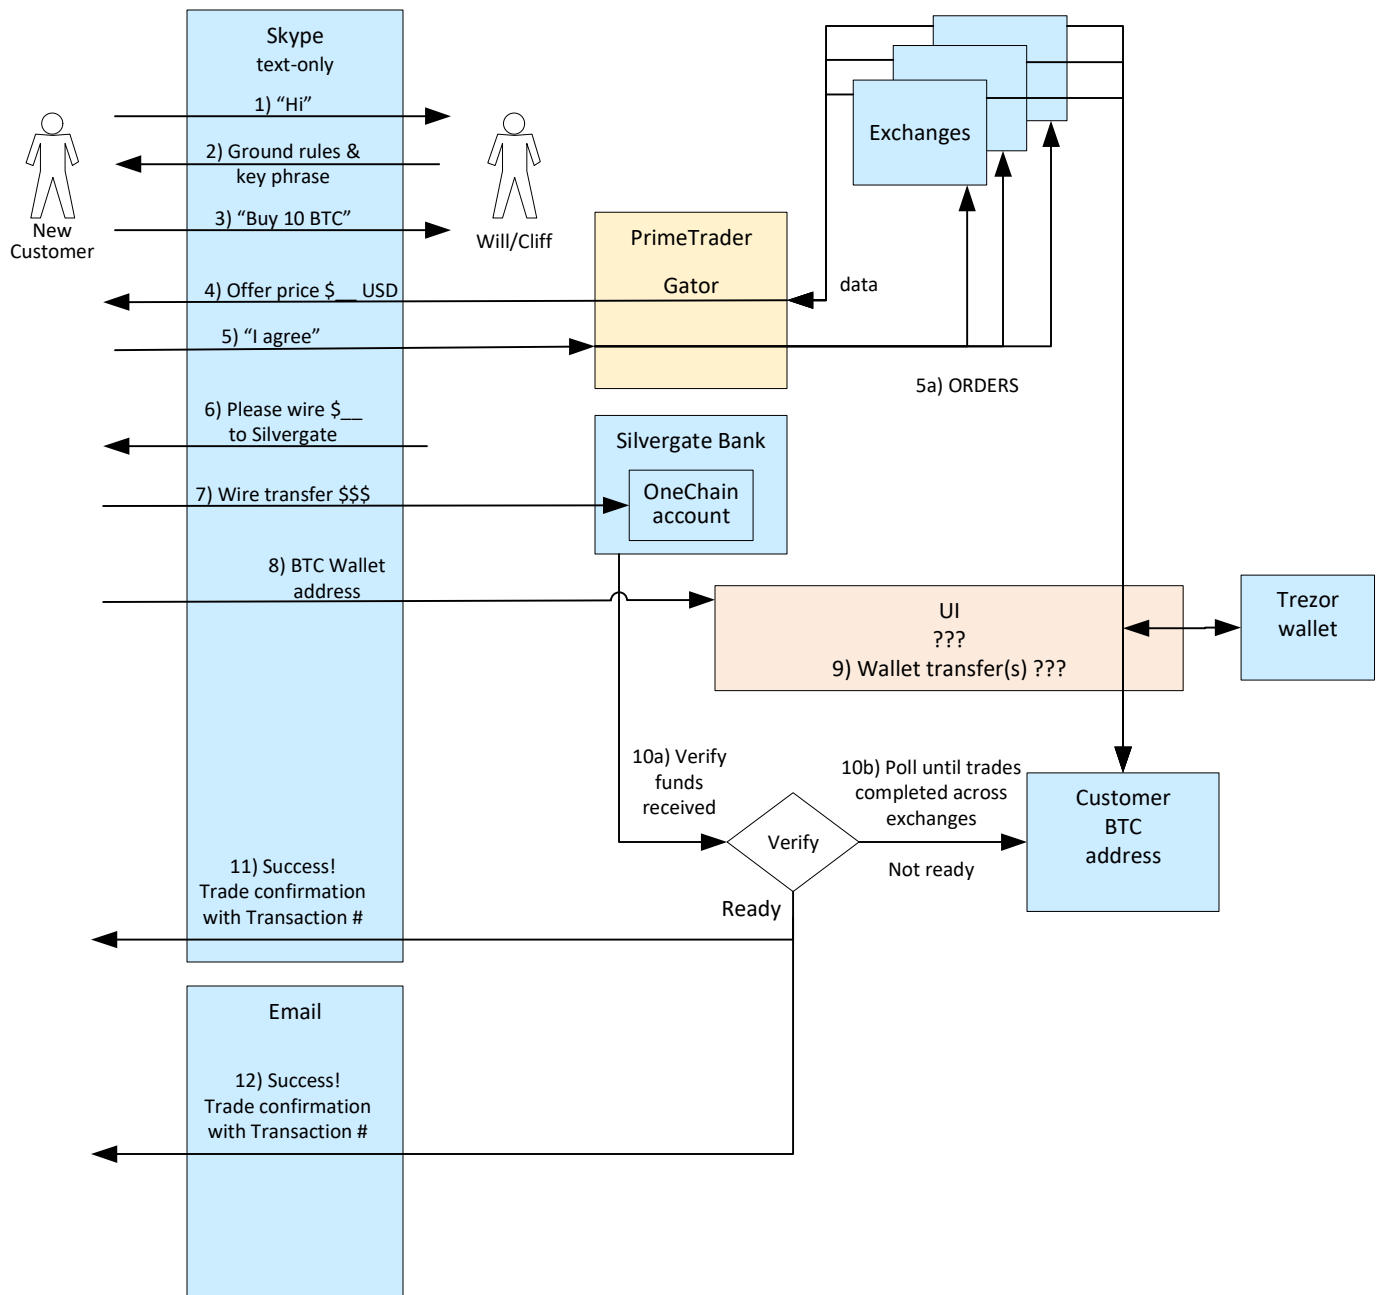 Skype
text-only
1) “Hi”
2) Ground rules &
key phrase
3) “Buy 10 BTC”
New
Customer
Will/Cliff
Exchanges
PrimeTrader
Gator
data
4) Offer price $__ USD
5) “I agree”
5a) ORDERS
6) Please wire $__
to Silvergate
Silvergate Bank
OneChain
account
7) Wire transfer $$$
8) BTC Wallet
address
UI
???
9) Wallet transfer(s) ???
Trezor
wallet
10a) Verify
funds
received
10b) Poll until trades
completed across
exchanges
Verify
Not ready
Ready
Customer
BTC
address
11) Success!
Trade confirmation
with Transaction #
Email
12) Success!
Trade confirmation
with Transaction #